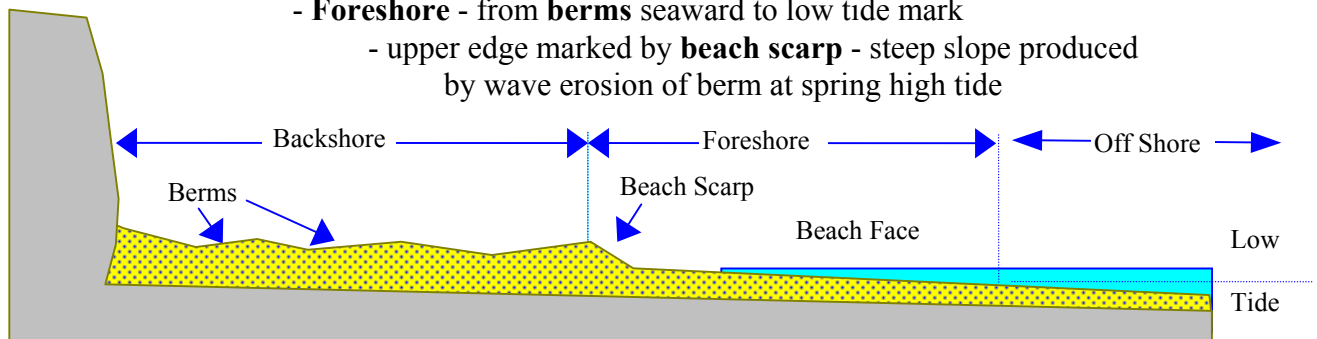 - Foreshore - from berms seaward to low tide mark
- upper edge marked by beach scarp - steep slope produced
by wave erosion of berm at spring high tide
Backshore
Foreshore
Off Shore
Berms
Beach Scarp
Beach Face
Low
Tide